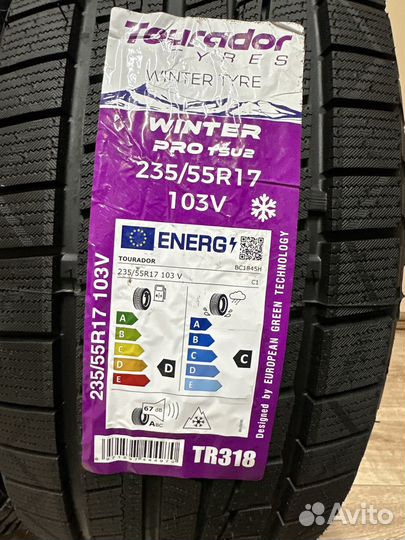 Tourador
TYRES
WINTER TYRE
WINTER
PRO TSU2
235/55R17
103V
ENERG
TOURADOR
BCJ845H
235/55R17 103 V
C1
A
B
C
D
E
D
A
B
C
D
E
C
67 dB
ABC
235/55R17 103V
Designed by EUROPEAN GREEN TECHNOLOGY
TR318
Avito